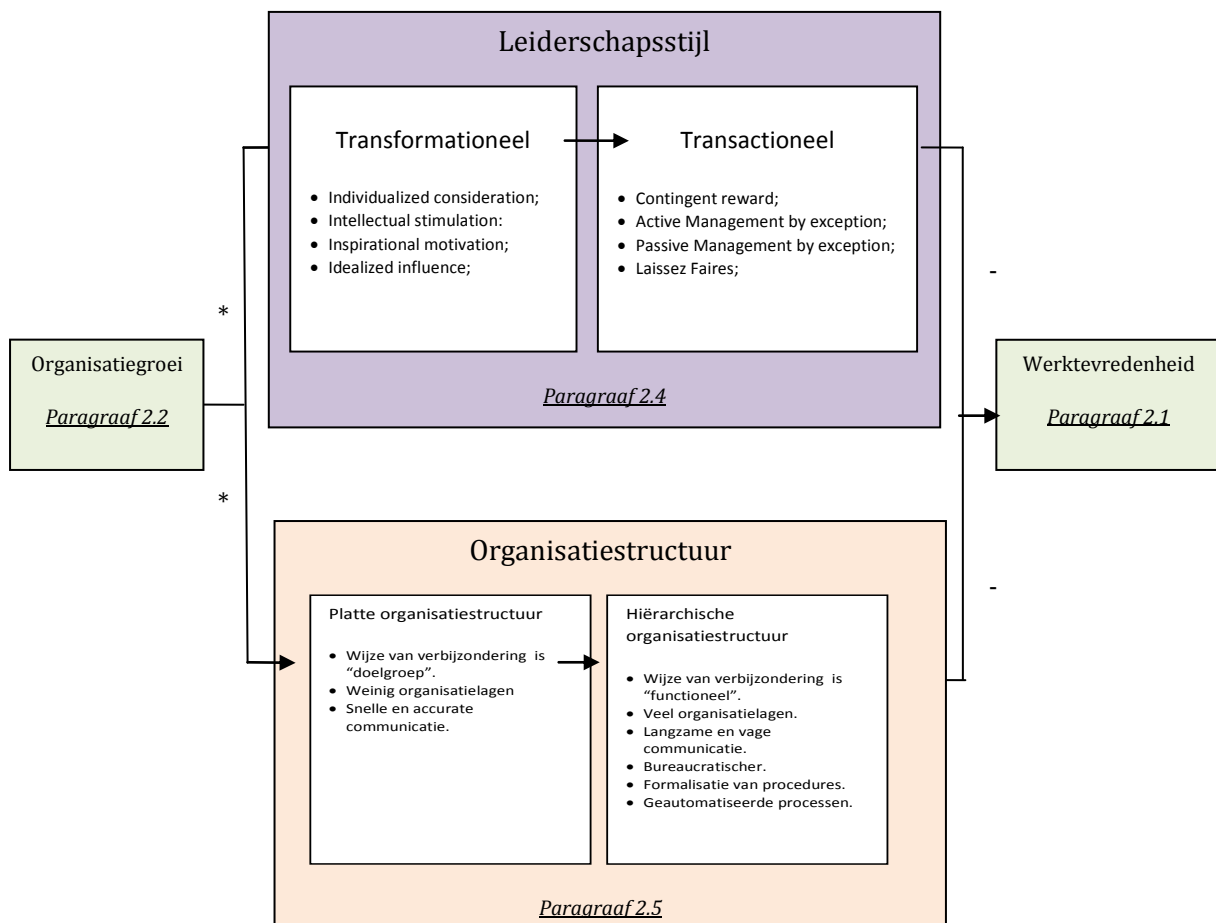 Leiderschapsstijl
Transformationeel
• Individualized consideration;
• Intellectual stimulation:
• Inspirational motivation;
• Idealized influence;
Transactioneel
• Contingent reward;
• Active Management by exception;
• Passive Management by exception;
• Laissez Faires;
Paragraaf 2.4
*
-
Organisatiegroei
Paragraaf 2.2
Werktevredenheid
Paragraaf 2.1
*
-
Organisatiestructuur
Platte organisatiestructuur
• Wijze van verbijzondering is
“doelgroep”.
• Weinig organisatielagen
• Snelle en accurate
communicatie.
Hiërarchische
organisatiestructuur
• Wijze van verbijzondering is
“functioneel”.
• Veel organisatielagen.
• Langzame en vage
communicatie.
• Bureaucratischer.
• Formalisatie van procedures.
• Geautomatiseerde processen.
Paragraaf 2.5